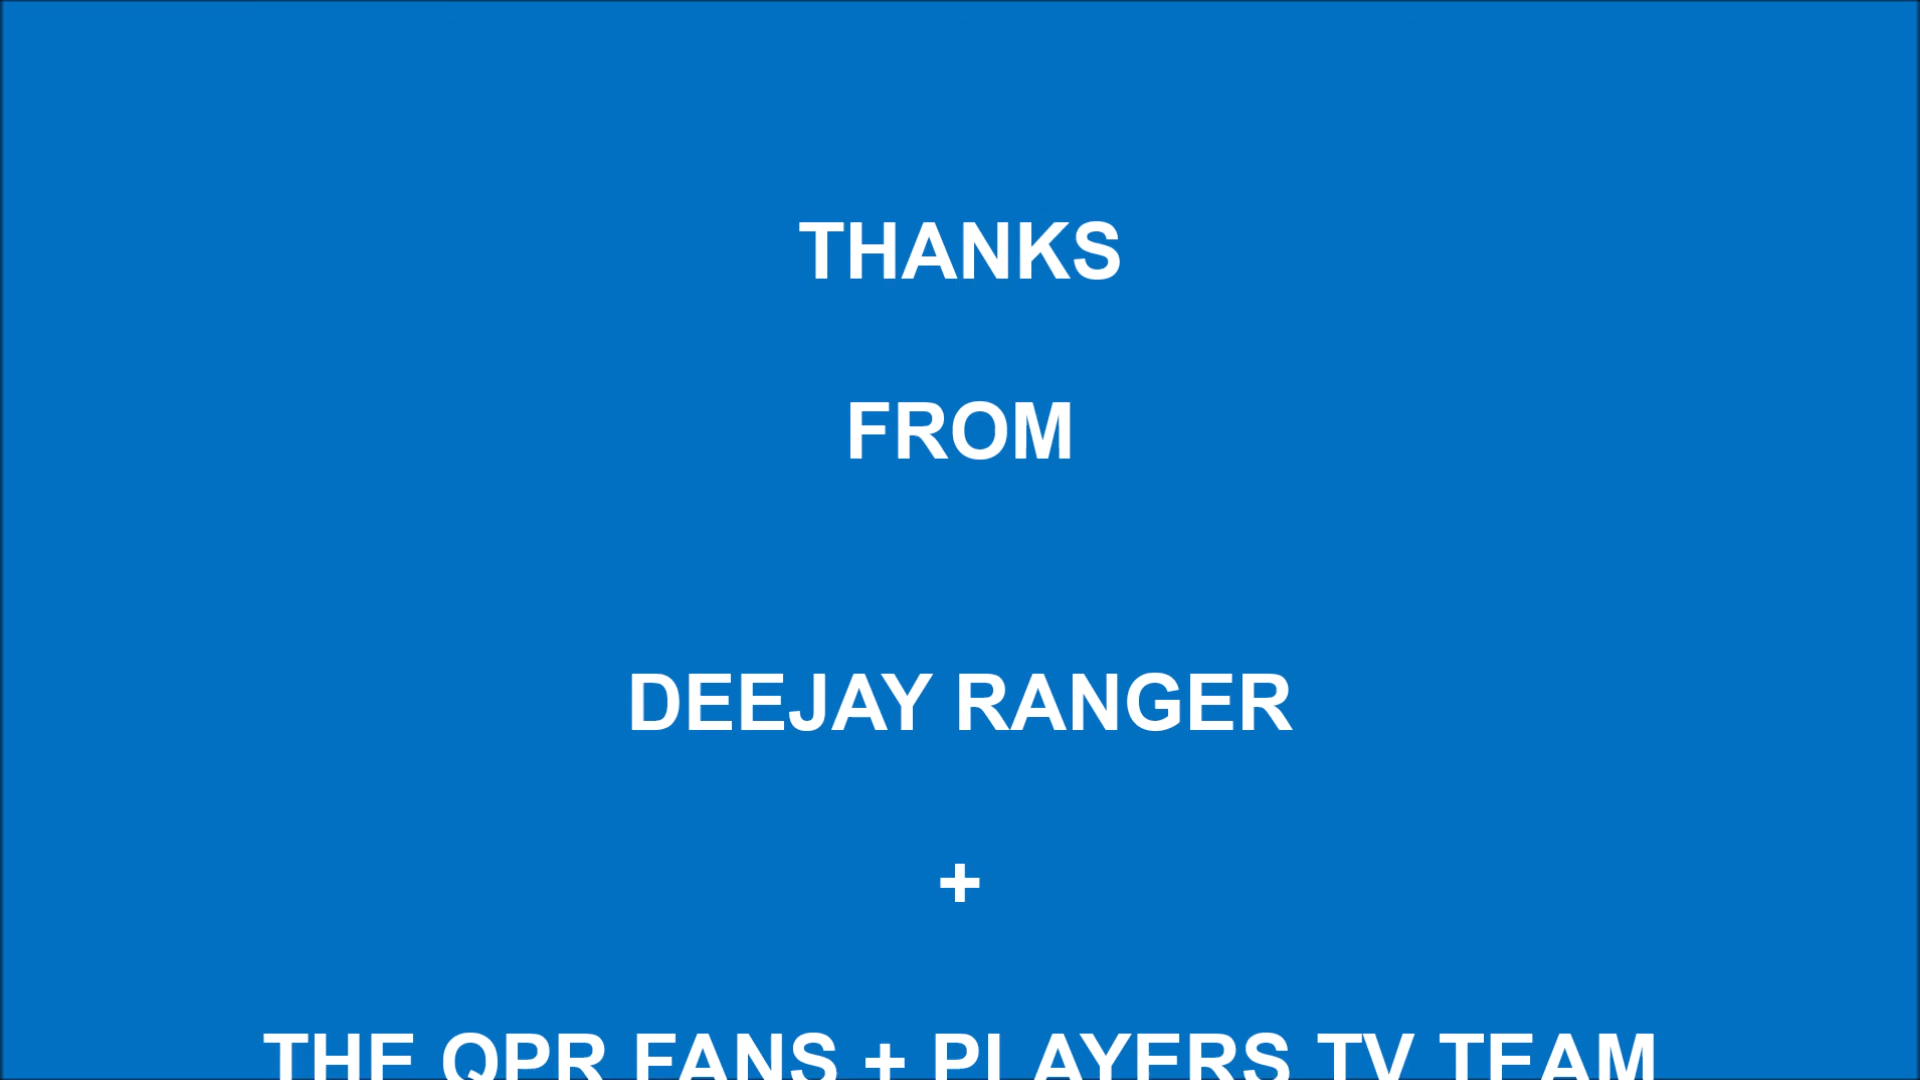 THANKS
FROM
DEEJAY RANGER
+
THE QPR FANS + PLAYERS TV TEAM